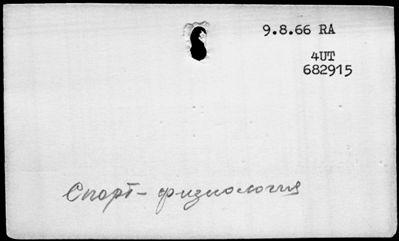 9.8.66 RA
4UT
682915
Спорт - физиология